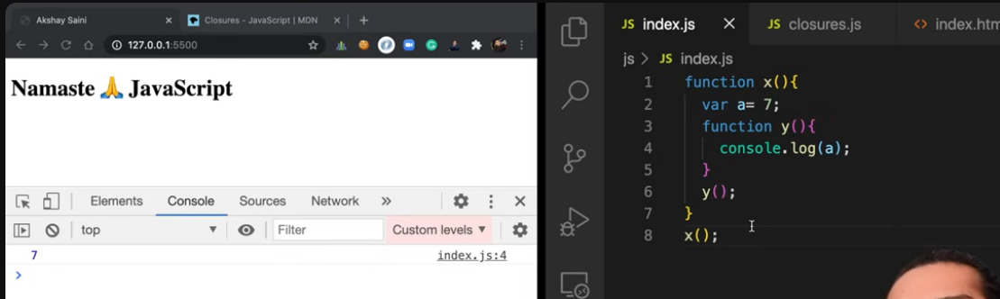 Akshay Saini
Closures - JavaScript | MDN
127.0.0.1:5500
Namaste 🙏 JavaScript
Elements Console Sources Network
top
Filter
Custom levels
7 index.js:4
JS index.js
JS closures.js
index.htm
js > JS index.js
1 function x(){
2 var a= 7;
3 function y(){
4 console.log(a);
5 }
6 y();
7 }
8 x();